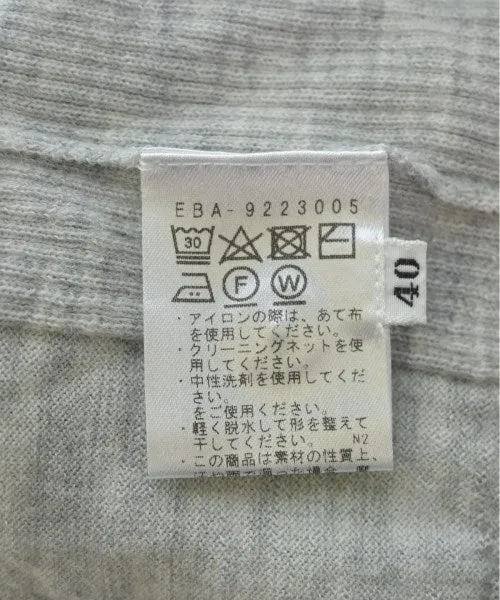 EBA-9223005
30
F W
40
・アイロンの際は、あて布
を使用してください。
・クリーニングネットを使
用してください。
・中性洗剤を使用してくだ
さい。
をご使用ください。
・軽く脱水して形を整えて
干してください。 N2
・この商品は素材の性質上、